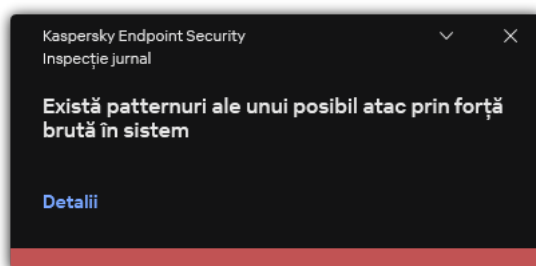 Kaspersky Endpoint Security
Inspecție jurnal
Există patternuri ale unui posibil atac prin forță
brută în sistem
Detalii